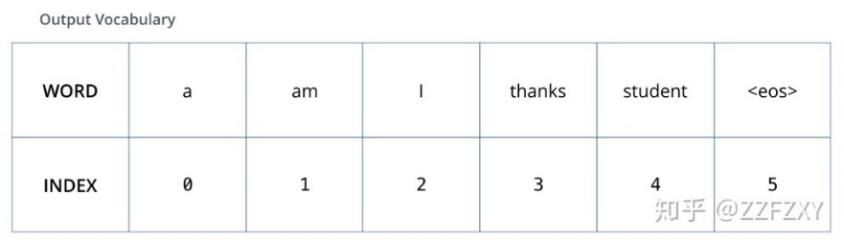 Output Vocabulary
WORD a am I thanks student <eos>
INDEX 0 1 2 3 4 5
知乎 @ZZFZXY